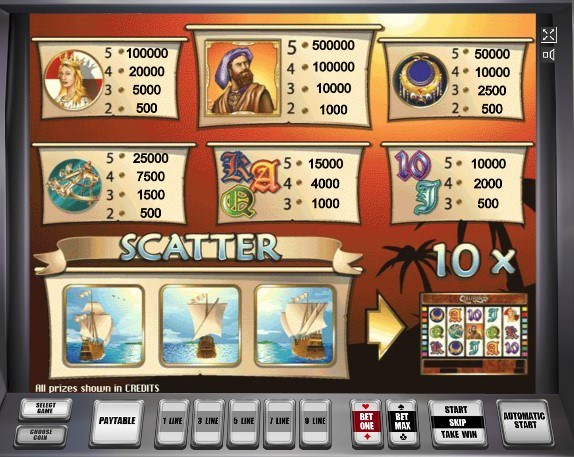 5 • 100000
4 • 20000
3 • 5000
2 • 500
5 • 500000
4 • 100000
3 • 10000
2 • 1000
5 • 50000
4 • 10000
3 • 2500
2 • 500
5 • 25000
4 • 7500
3 • 1500
2 • 500
K A
Q
5 • 15000
4 • 4000
3 • 1000
10
J
5 • 10000
4 • 2000
3 • 500
SCATTER
10 x
All prizes shown in CREDITS
SELECT
GAME
CHOOSE
COIN
PAYTABLE
1 LINE
3 LINE
5 LINE
7 LINE
9 LINE
BET
ONE
BET
MAX
START
SKIP
TAKE WIN
AUTOMATIC
START